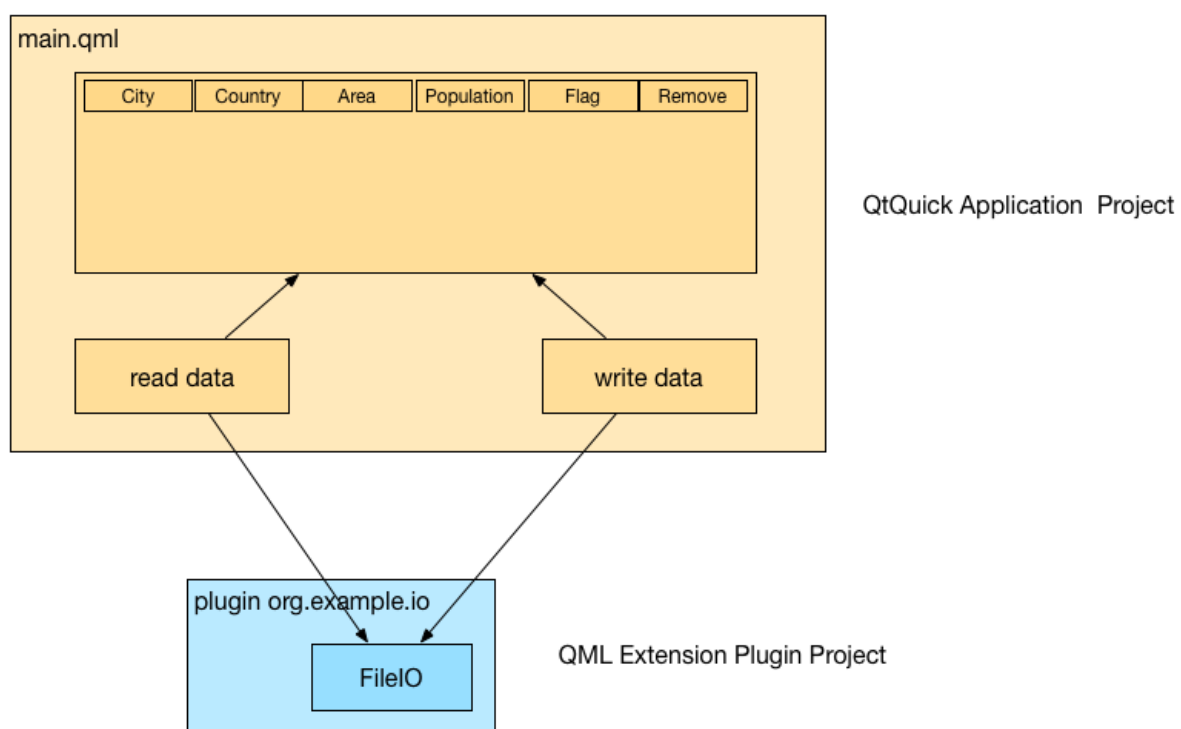 main.qml
City Country Area Population Flag Remove
QtQuick Application Project
read data write data
plugin org.example.io
QML Extension Plugin Project
FileIO